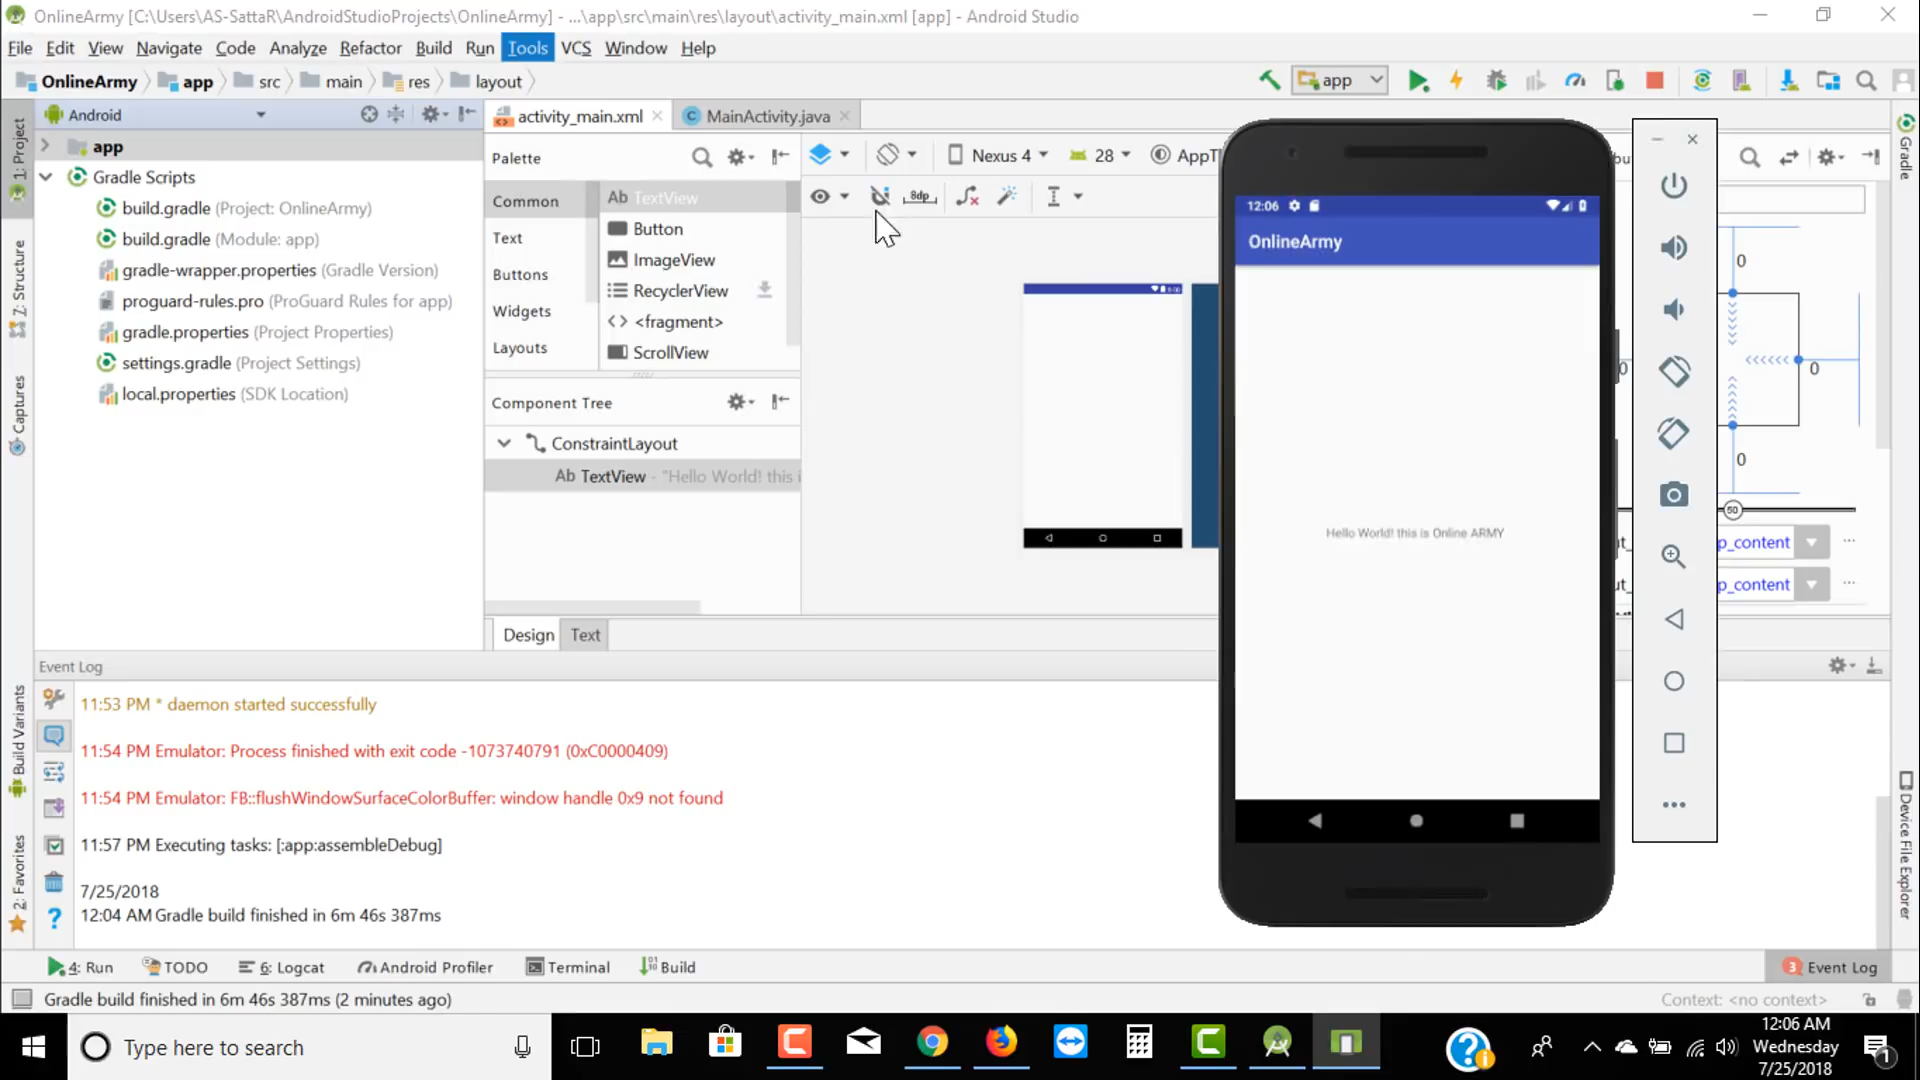 OnlineArmy [C:\Users\AS-SattaR\AndroidStudioProjects\OnlineArmy] - ...\app\src\main\res\layout\activity_main.xml [app] - Android Studio
File Edit View Navigate Code Analyze Refactor Build Run Tools VCS Window Help
OnlineArmy app src main res layout app
1: Project
Android
activity_main.xml
MainActivity.java
Gradle
app
Gradle Scripts
build.gradle (Project: OnlineArmy)
build.gradle (Module: app)
gradle-wrapper.properties (Gradle Version)
proguard-rules.pro (ProGuard Rules for app)
gradle.properties (Project Properties)
settings.gradle (Project Settings)
local.properties (SDK Location)
7: Structure
Captures
Palette
Common
Text
Buttons
Widgets
Layouts
Ab TextView
Button
ImageView
RecyclerView
<fragment>
ScrollView
Nexus 4 28 AppT
8dp
Component Tree
ConstraintLayout
Ab TextView - "Hello World! this i
Design Text
12:06
OnlineArmy
Hello World! this is Online ARMY
0
0
0
0
50
p_content
p_content
Event Log
11:53 PM * daemon started successfully
11:54 PM Emulator: Process finished with exit code -1073740791 (0xC0000409)
11:54 PM Emulator: FB::flushWindowSurfaceColorBuffer: window handle 0x9 not found
11:57 PM Executing tasks: [:app:assembleDebug]
7/25/2018
12:04 AM Gradle build finished in 6m 46s 387ms
Build Variants
2: Favorites
Device File Explorer
4: Run TODO 6: Logcat Android Profiler Terminal Build
3 Event Log
Gradle build finished in 6m 46s 387ms (2 minutes ago)
Context: <no context>
Type here to search
12:06 AM
Wednesday
7/25/2018
1